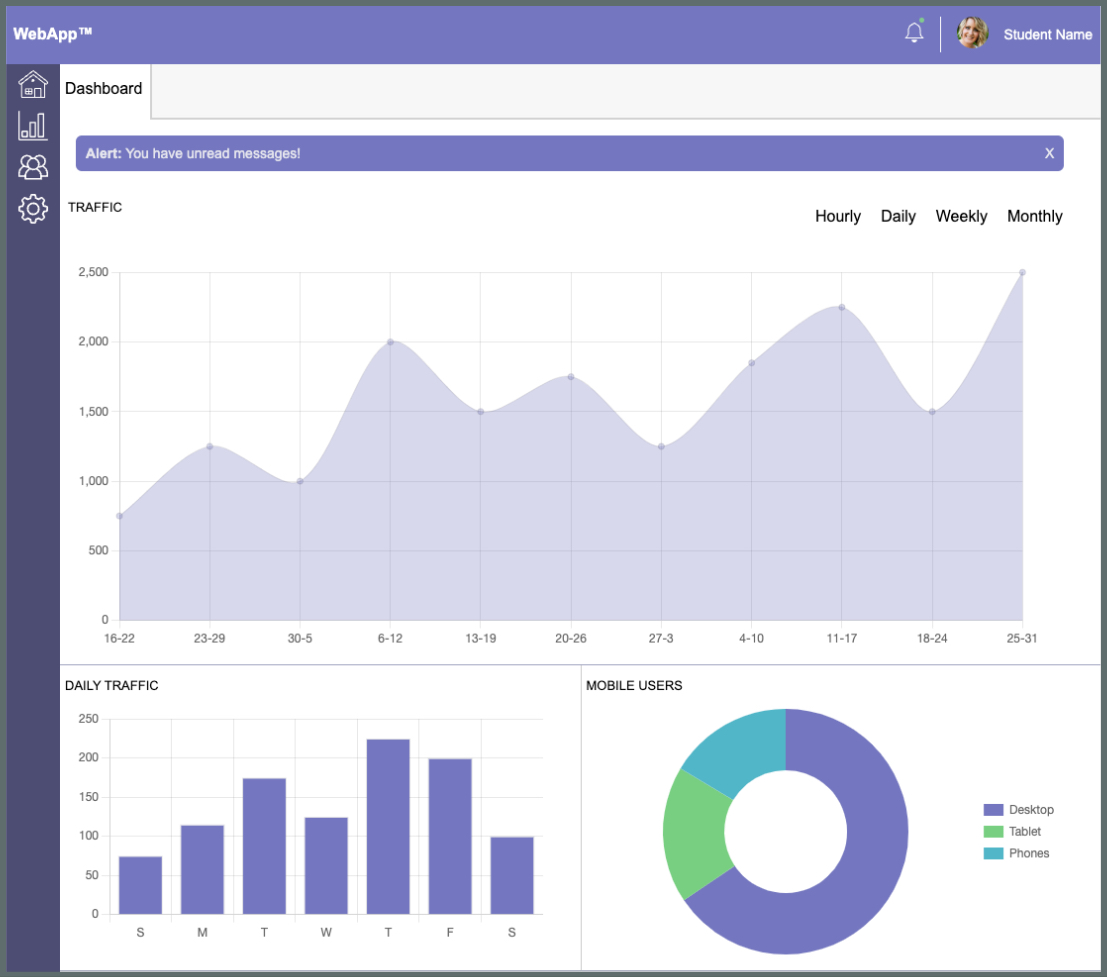 WebApp™
Student Name
Dashboard
Alert: You have unread messages!
X
TRAFFIC
Hourly Daily Weekly Monthly
2,500
2,000
1,500
1,000
500
0
16-22 23-29 30-5 6-12 13-19 20-26 27-3 4-10 11-17 18-24 25-31
DAILY TRAFFIC
250
200
150
100
50
0
S M T W T F S
MOBILE USERS
Desktop
Tablet
Phones